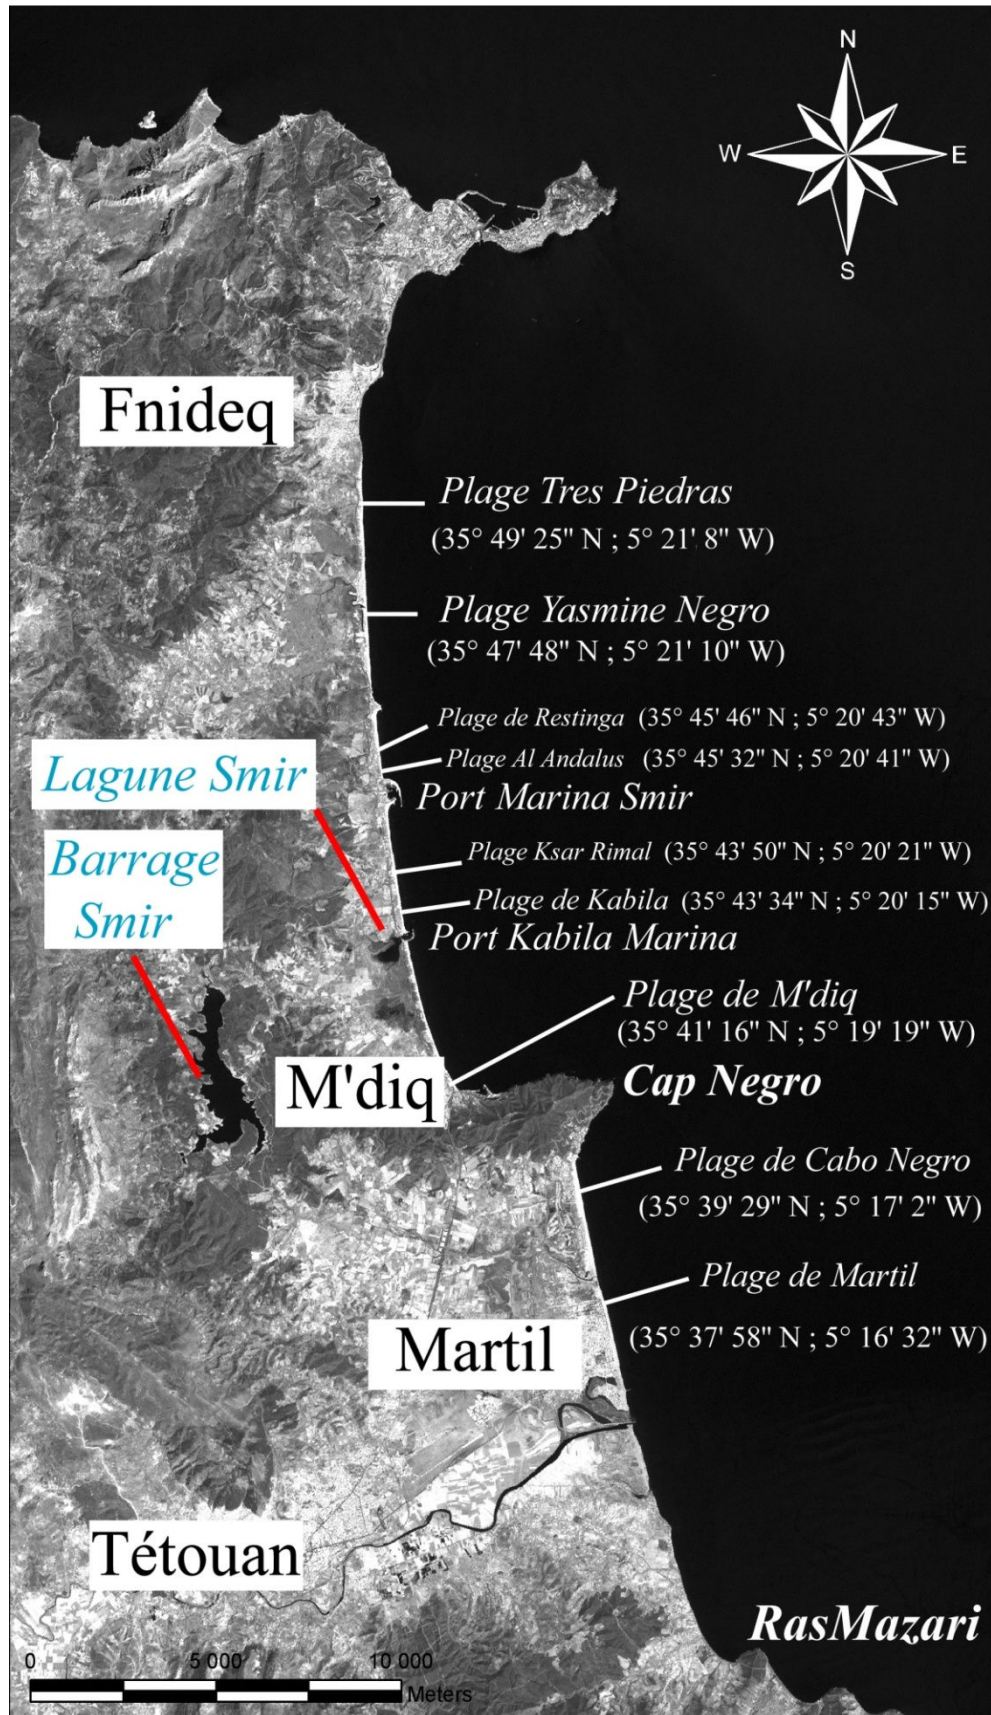 N
W E
S
Fnideq
Plage Tres Piedras
(35° 49' 25" N ; 5° 21' 8" W)
Plage Yasmine Negro
(35° 47' 48" N ; 5° 21' 10" W)
Plage de Restinga (35° 45' 46" N ; 5° 20' 43" W)
Plage Al Andalus (35° 45' 32" N ; 5° 20' 41" W)
Lagune Smir
Port Marina Smir
Barrage
Smir
Plage Ksar Rimal (35° 43' 50" N ; 5° 20' 21" W)
Plage de Kabila (35° 43' 34" N ; 5° 20' 15" W)
Port Kabila Marina
Plage de M'diq
(35° 41' 16" N ; 5° 19' 19" W)
M'diq
Cap Negro
Plage de Cabo Negro
(35° 39' 29" N ; 5° 17' 2" W)
Plage de Martil
(35° 37' 58" N ; 5° 16' 32" W)
Martil
Tétouan
RasMazari
0 5 000 10 000
Meters